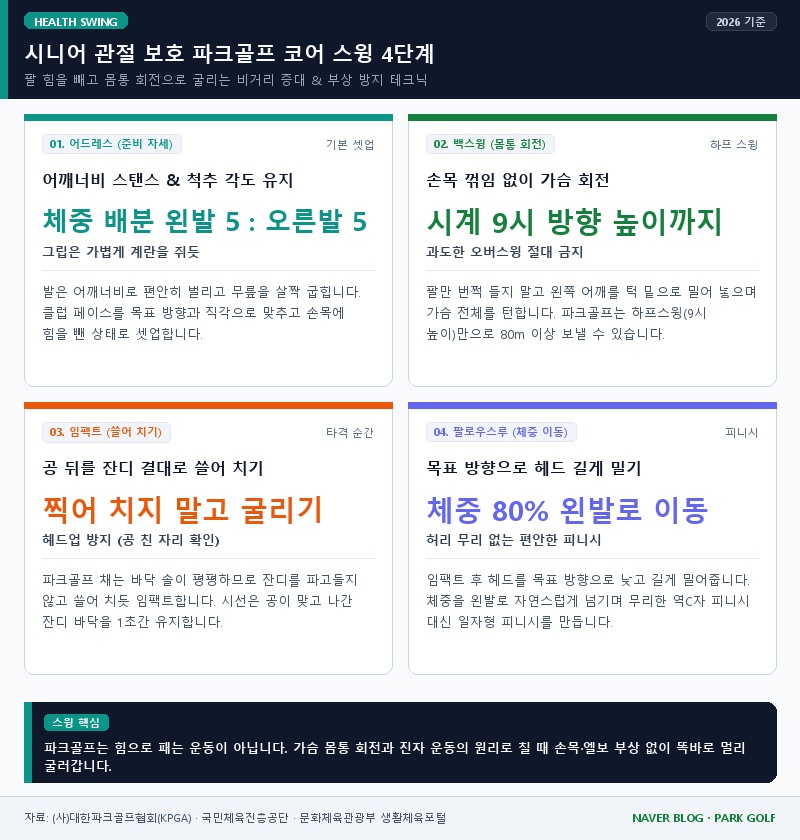 HEALTH SWING
2026 기준
시니어 관절 보호 파크골프 코어 스윙 4단계
팔 힘을 빼고 몸통 회전으로 굴리는 비거리 증대 & 부상 방지 테크닉
01. 어드레스 (준비 자세)
기본 셋업
어깨너비 스탠스 & 척추 각도 유지
체중 배분 왼발 5 : 오른발 5
그립은 가볍게 계란을 쥐듯
발은 어깨너비로 편안히 벌리고 무릎을 살짝 굽힙니다.
클럽 페이스를 목표 방향과 직각으로 맞추고 손목에
힘을 뺀 상태로 셋업합니다.
02. 백스윙 (몸통 회전)
하프 스윙
손목 꺾임 없이 가슴 회전
시계 9시 방향 높이까지
과도한 오버스윙 절대 금지
팔만 번쩍 들지 말고 왼쪽 어깨를 턱 밑으로 밀어 넣으며
가슴 전체를 턴합니다. 파크골프는 하프스윙(9시
높이)만으로 80m 이상 보낼 수 있습니다.
03. 임팩트 (쓸어 치기)
타격 순간
공 뒤를 잔디 결대로 쓸어 치기
찍어 치지 말고 굴리기
헤드업 방지 (공 친 자리 확인)
파크골프 채는 바닥 솔이 평평하므로 잔디를 파고들지
않고 쓸어 치듯 임팩트합니다. 시선은 공이 맞고 나간
잔디 바닥을 1초간 유지합니다.
04. 팔로우스루 (체중 이동)
피니시
목표 방향으로 헤드 길게 밀기
체중 80% 왼발로 이동
허리 무리 없는 편안한 피니시
임팩트 후 헤드를 목표 방향으로 낮고 길게 밀어줍니다.
체중을 왼발로 자연스럽게 넘기며 무리한 역C자 피니시
대신 일자형 피니시를 만듭니다.
스윙 핵심
파크골프는 힘으로 패는 운동이 아닙니다. 가슴 몸통 회전과 진자 운동의 원리로 칠 때 손목·엘보 부상 없이 똑바로 멀리
굴러갑니다.
자료: (사)대한파크골프협회(KPGA) · 국민체육진흥공단 · 문화체육관광부 생활체육포털
NAVER BLOG · PARK GOLF